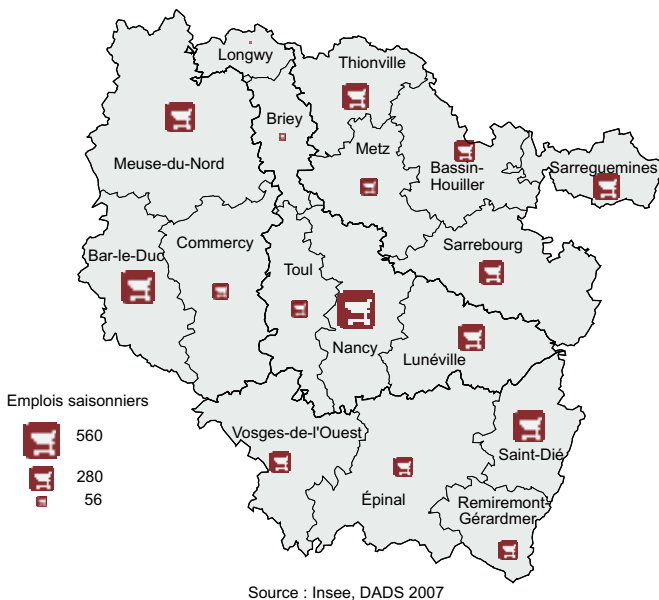 Longwy
Thionville
Briey
Metz
Meuse-du-Nord
Bassin-
Houiller
Sarreguemines
Commercy
Bar-le-Duc
Toul
Sarrebourg
Nancy
Lunéville
Emplois saisonniers
560
280
56
Vosges-de-l'Ouest
Saint-Dié
Épinal
Remiremont-
Gérardmer
Source : Insee, DADS 2007